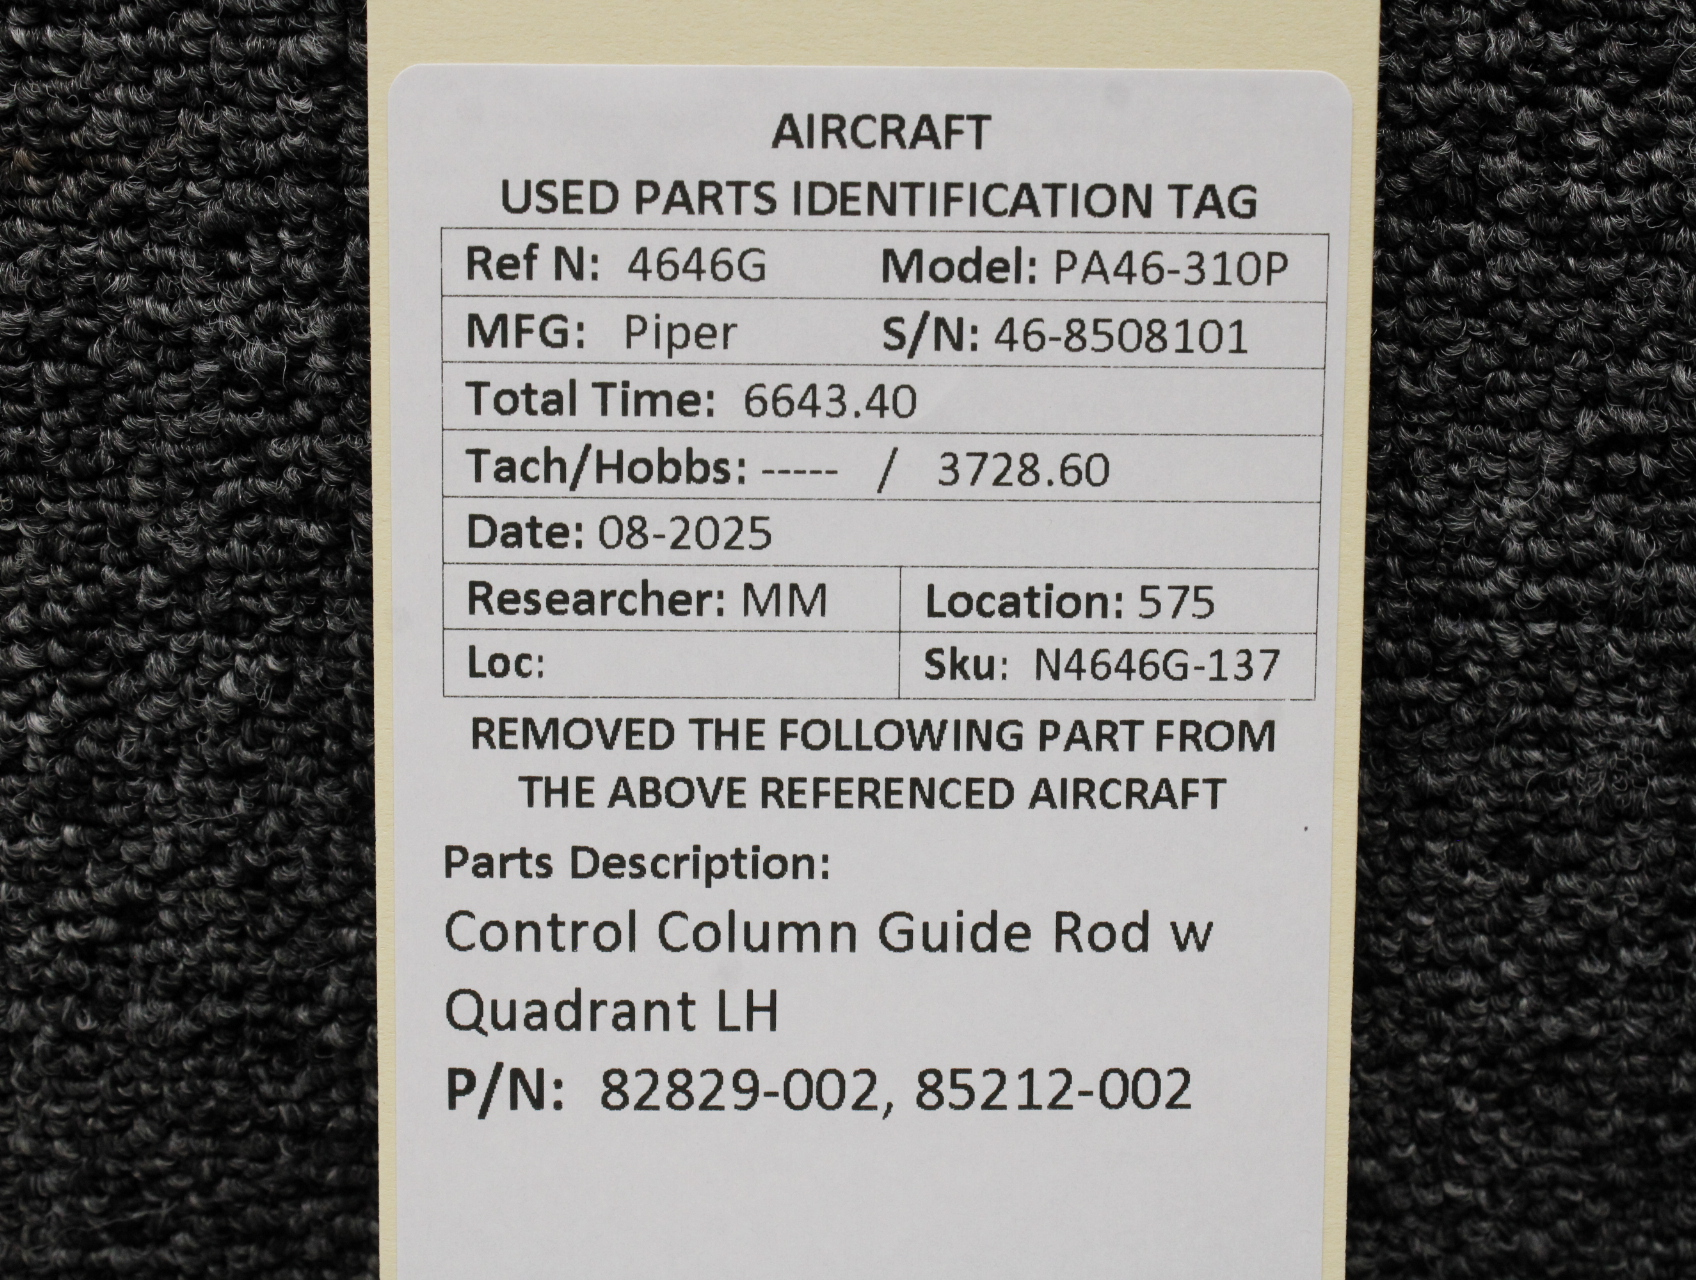 AIRCRAFT
USED PARTS IDENTIFICATION TAG
Ref N: 4646G Model: PA46-310P
MFG: Piper S/N: 46-8508101
Total Time: 6643.40
Tach/Hobbs: ----- / 3728.60
Date: 08-2025
Researcher: MM Location: 575
Loc: Sku: N4646G-137
REMOVED THE FOLLOWING PART FROM
THE ABOVE REFERENCED AIRCRAFT
Parts Description:
Control Column Guide Rod w
Quadrant LH
P/N: 82829-002, 85212-002